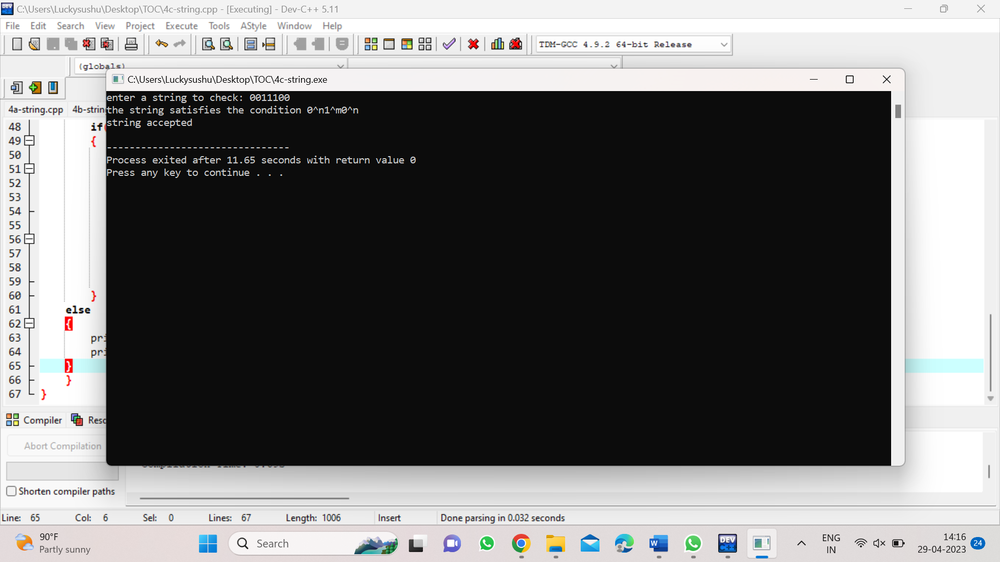 C:\Users\Luckysushu\Desktop\TOC\4c-string.cpp - [Executing] - Dev-C++ 5.11
File Edit Search View Project Execute Tools AStyle Window Help
TDM-GCC 4.9.2 64-bit Release
(globals)
C:\Users\Luckysushu\Desktop\TOC\4c-string.exe
enter a string to check: 0011100
the string satisfies the condition 0^n1^m0^n
string accepted
--------------------------------
Process exited after 11.65 seconds with return value 0
Press any key to continue . . .
4a-string.cpp 4b-strin
48 if(
49 {
50
51
52
53
54
55
56
57
58
59
60 }
61 else
62 {
63 pri
64 pri
65 }
66 }
67 }
Compiler Reso
Abort Compilation
Shorten compiler paths
Line: 65 Col: 6 Sel: 0 Lines: 67 Length: 1006 Insert Done parsing in 0.032 seconds
90°F
Partly sunny
Search
DEV
C++
ENG
IN
14:16
29-04-2023
24